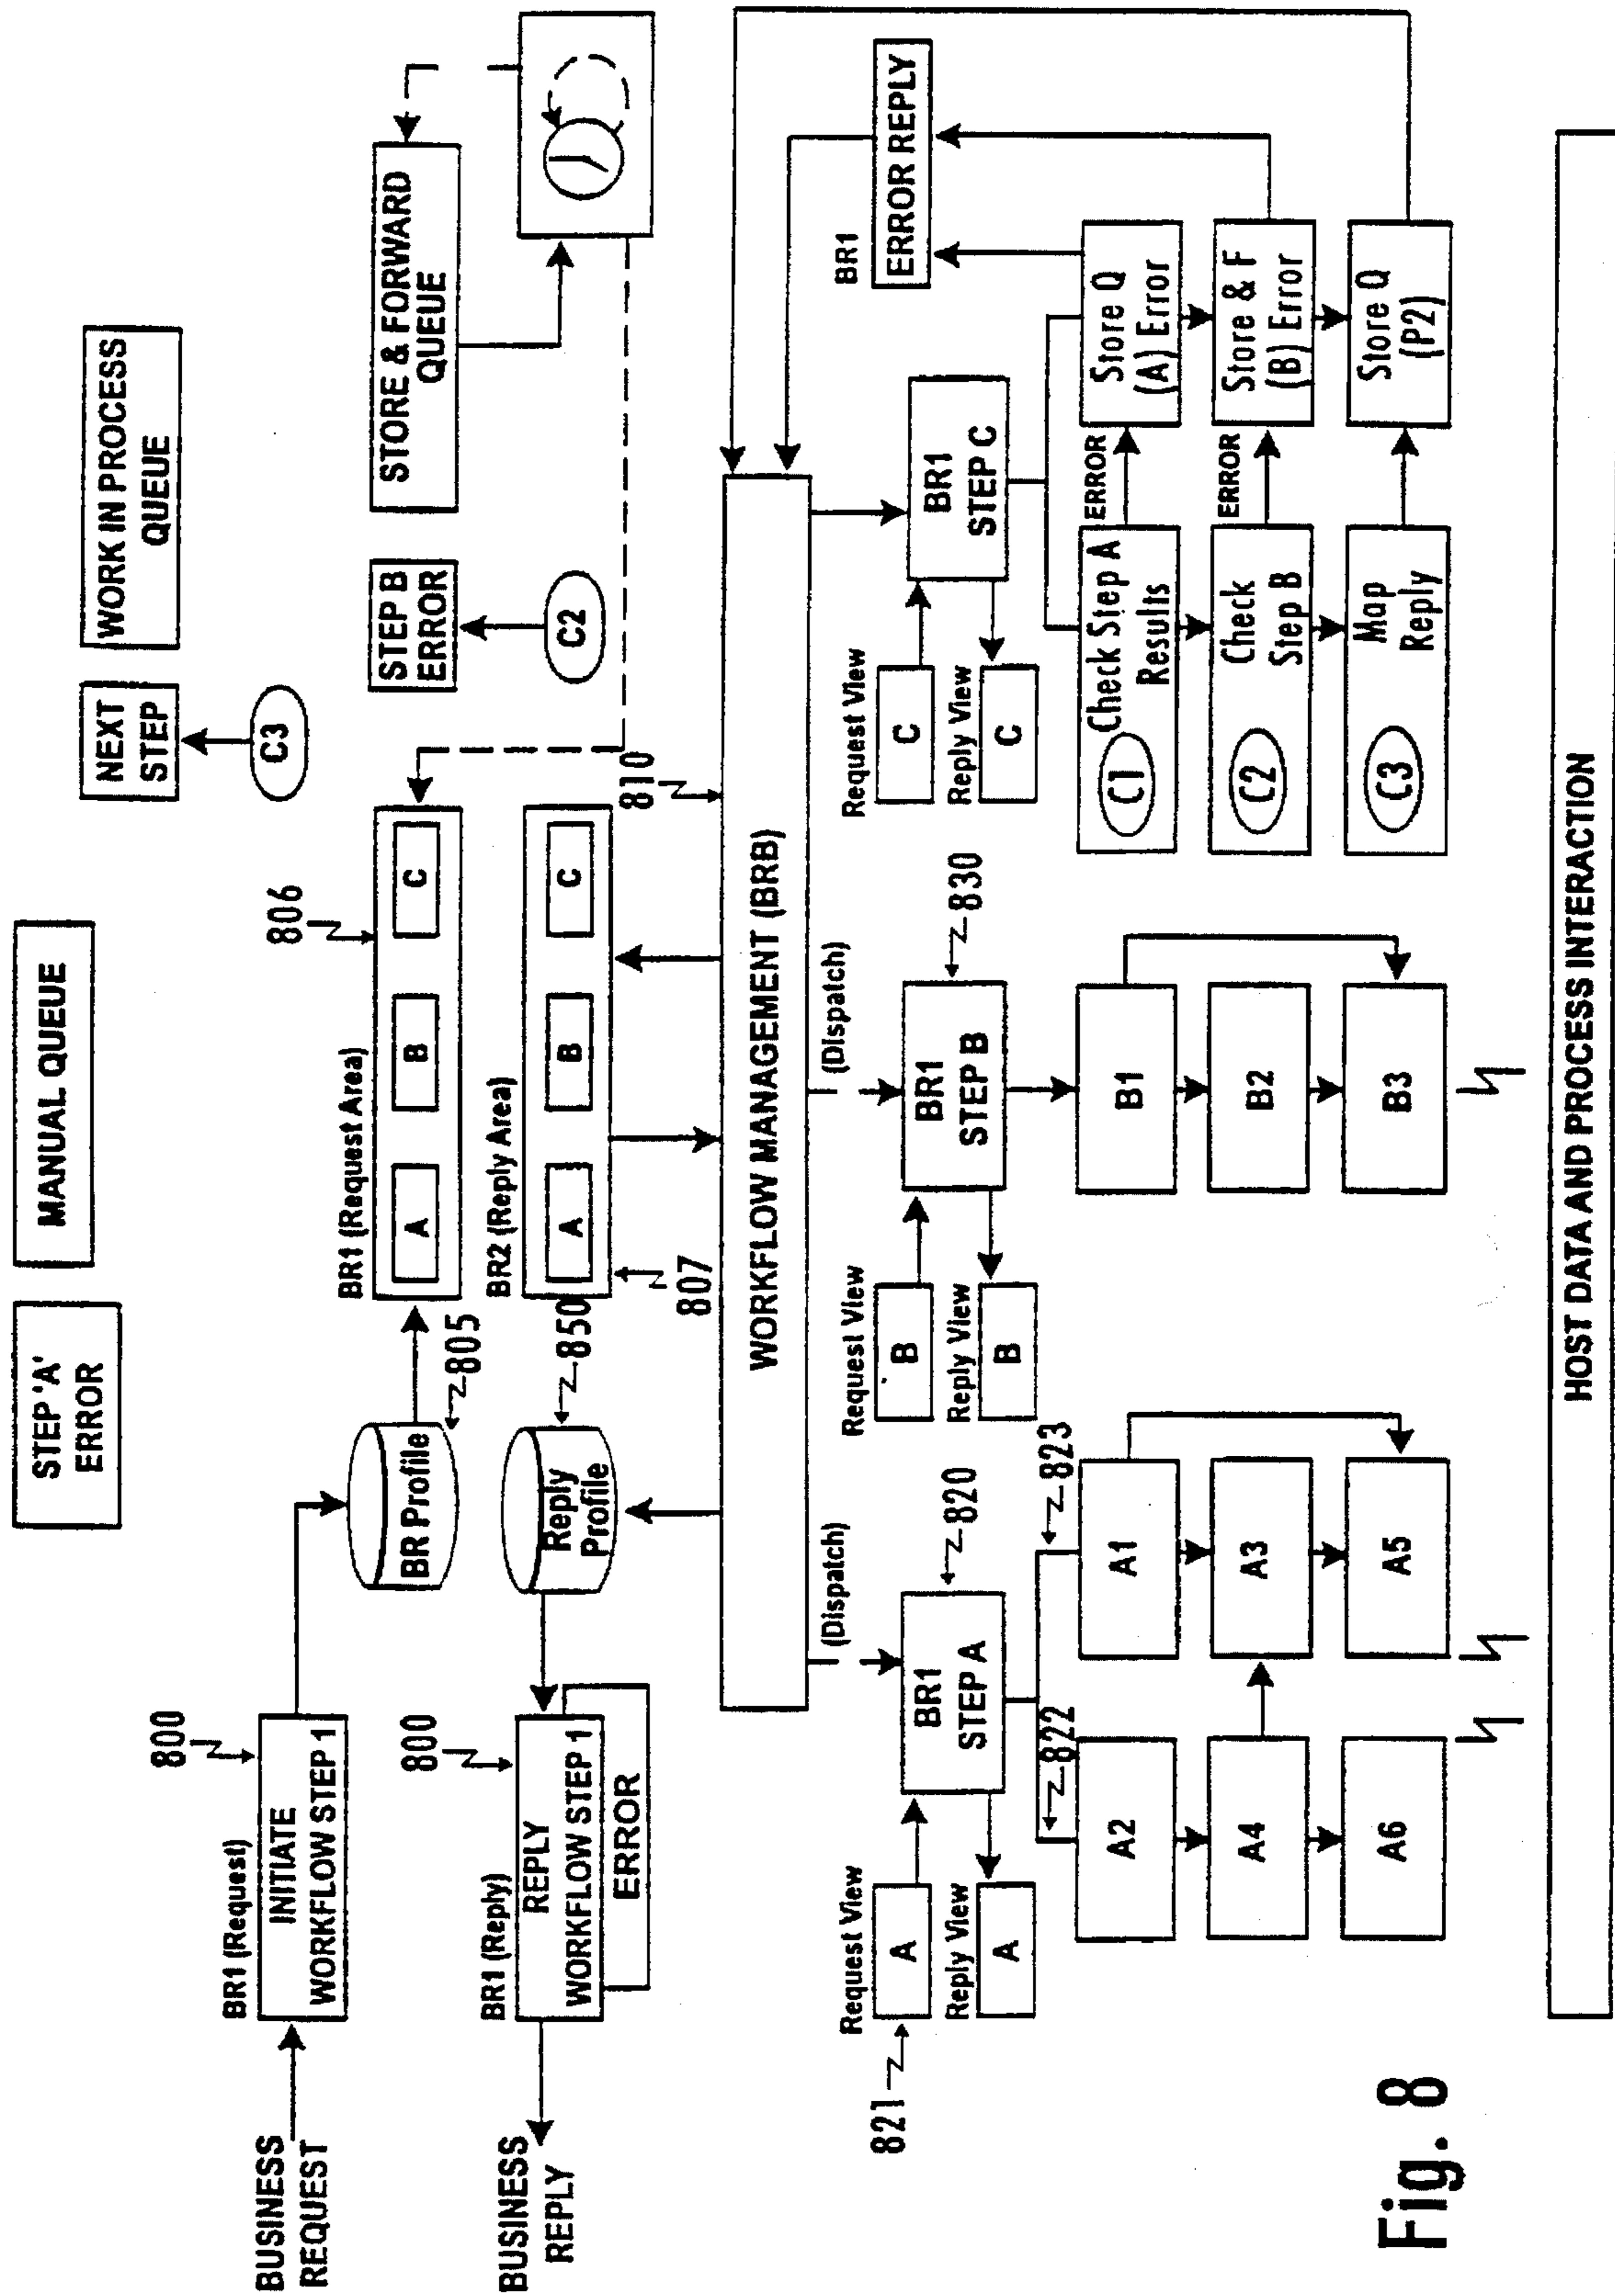 MANUAL QUEUE
STEP 'A'
ERROR
NEXT
STEP
WORK IN PROCESS
QUEUE
C3
BUSINESS
REQUEST
BR1 (Request)
INITIATE
WORKFLOW STEP 1
800
BR Profile
805
BR1 (Request Area)
A
B
C
806
STEP B
ERROR
C2
STORE & FORWARD
QUEUE
BUSINESS
REPLY
BR1 (Reply)
REPLY
WORKFLOW STEP 1
ERROR
800
Reply
Profile
850
BR2 (Reply Area)
A
B
C
807
810
WORKFLOW MANAGEMENT (BRB)
BR1
ERROR REPLY
821
Request View
A
Reply View
A
(Dispatch)
BR1
STEP A
820
822
823
A2
A1
A4
A3
A6
A5
Request View
B
Reply View
B
(Dispatch)
BR1
STEP B
830
B1
B2
B3
Request View
C
Reply View
C
BR1
STEP C
C1
Check Step A
Results
ERROR
Store Q
(A) Error
C2
Check
Step B
ERROR
Store & F
(B) Error
C3
Map
Reply
Store Q
(P2)
HOST DATA AND PROCESS INTERACTION
Fig. 8